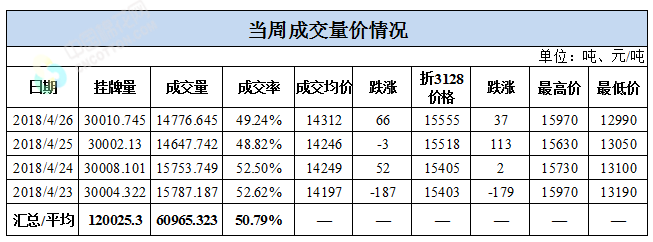 当周成交量价情况
单位：吨、元/吨
日期 挂牌量 成交量 成交率 成交均价 跌涨 折3128价格 跌涨 最高价 最低价
2018/4/26 30010.745 14776.645 49.24% 14312 66 15555 37 15970 12990
2018/4/25 30002.13 14647.742 48.82% 14246 -3 15518 113 15630 13050
2018/4/24 30008.101 15753.749 52.50% 14249 52 15405 2 15730 13100
2018/4/23 30004.322 15787.187 52.62% 14197 -187 15403 -179 15970 13190
汇总/平均 120025.3 60965.323 50.79% — — — — — —